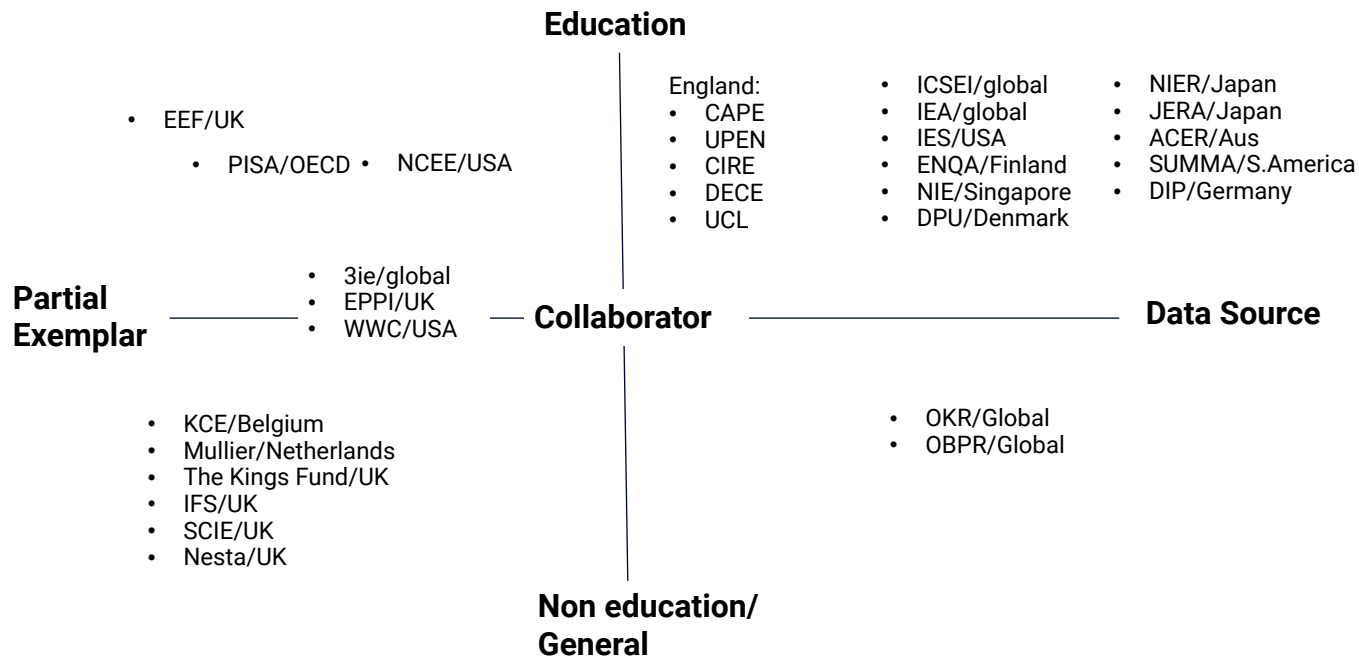 Education
• EEF/UK
• PISA/OECD
• NCEE/USA
England:
• CAPE
• UPEN
• CIRE
• DECE
• UCL
• ICSEI/global
• IEA/global
• IES/USA
• ENQA/Finland
• NIE/Singapore
• DPU/Denmark
• NIER/Japan
• JERA/Japan
• ACER/Aus
• SUMMA/S.America
• DIP/Germany
Partial
Exemplar
• 3ie/global
• EPPI/UK
• WWC/USA
Collaborator
Data Source
• KCE/Belgium
• Mullier/Netherlands
• The Kings Fund/UK
• IFS/UK
• SCIE/UK
• Nesta/UK
• OKR/Global
• OBPR/Global
Non education/
General